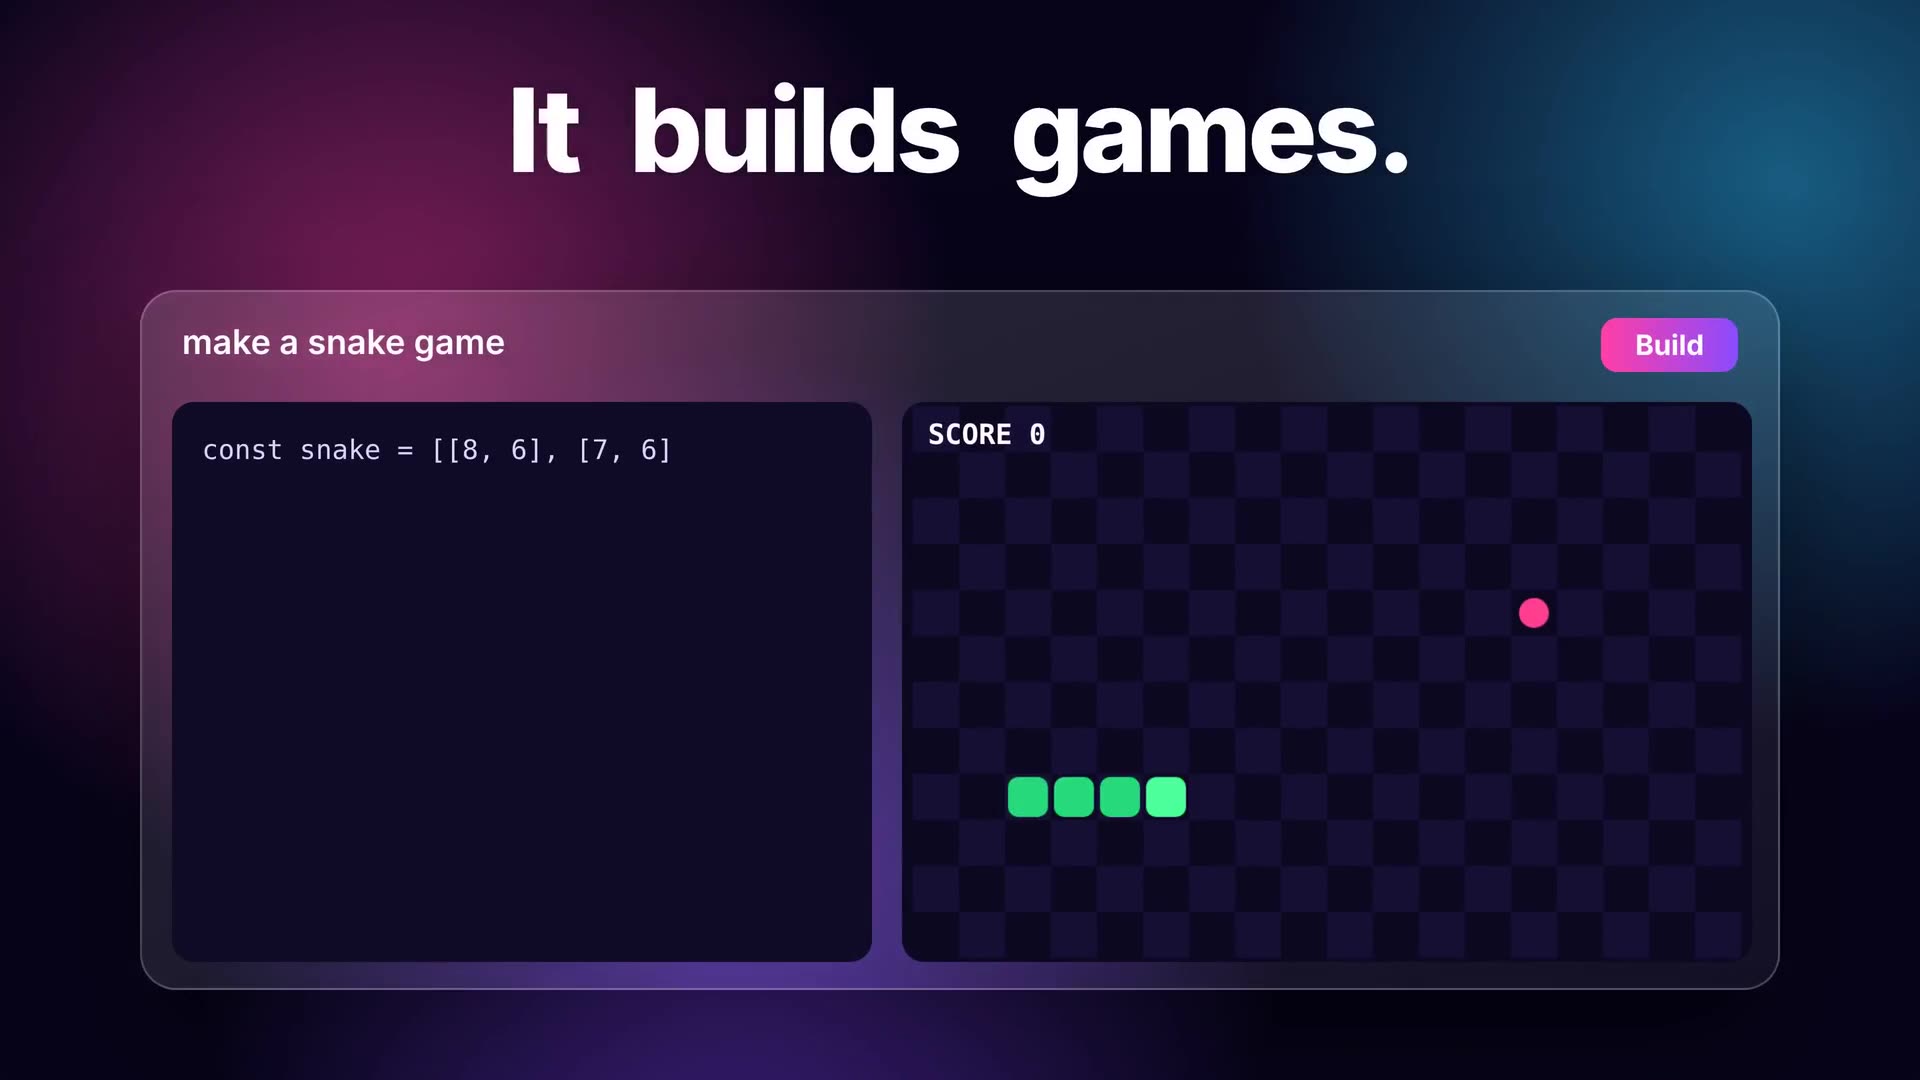 It builds games.
make a snake game
Build
const snake = [[8, 6], [7, 6]
SCORE 0